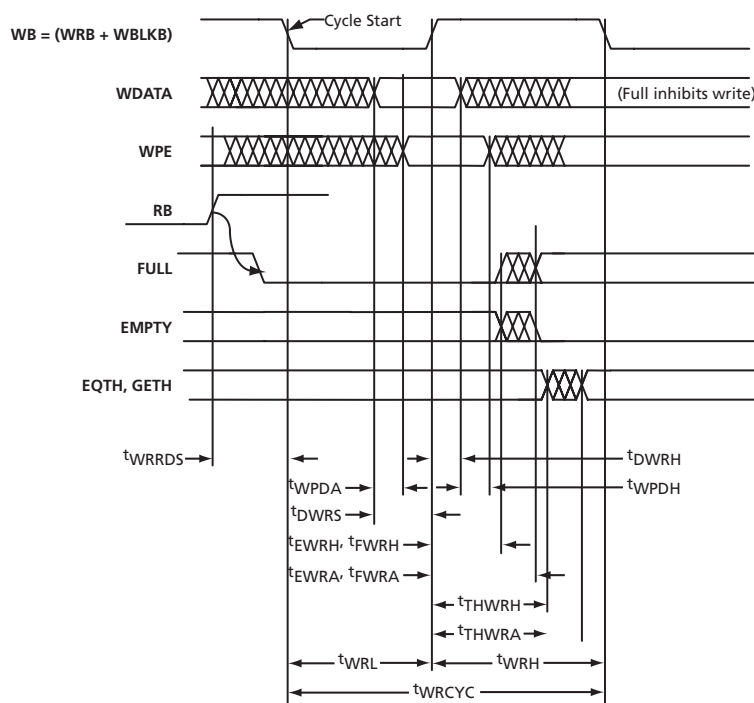 Cycle Start
WB = (WRB + WBLKB)
WDATA
(Full inhibits write)
WPE
RB
FULL
EMPTY
EQTH, GETH
tWRRDS
tDWRH
tWPDA
tWPDH
tDWRS
tEWRH, tFWRH
tEWRA, tFWRA
tTHWRH
tTHWRA
tWRL
tWRH
tWRCYC